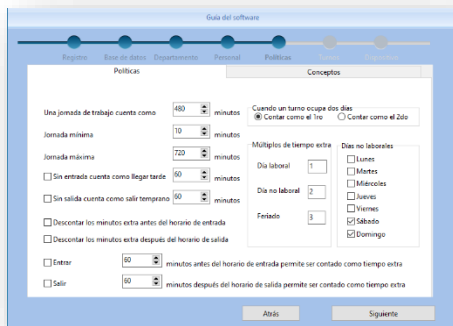 Guía del software
Registro Base de datos Departamento Personal Políticas Turnos
Políticas Conceptos
Una jornada de trabajo cuenta como 480 minutos
Jornada mínima 10 minutos
Jornada máxima 720 minutos
Sin entrada cuenta como llegar tarde 60 minutos
Sin salida cuenta como salir temprano 60 minutos
Descontar los minutos extra antes del horario de entrada
Descontar los minutos extra después del horario de salida
Cuando un turno ocupa dos días
Contar como el 1ro Contar como el 2do
Múltiplos de tiempo extra
Día laboral 1
Día no laboral 2
Feriado 3
Días no laborales
Lunes
Martes
Miércoles
Jueves
Viernes
Sábado
Domingo
Entrar 60 minutos antes del horario de entrada permite ser contado como tiempo extra
Salir 60 minutos después del horario de salida permite ser contado como tiempo extra
Atrás Siguiente